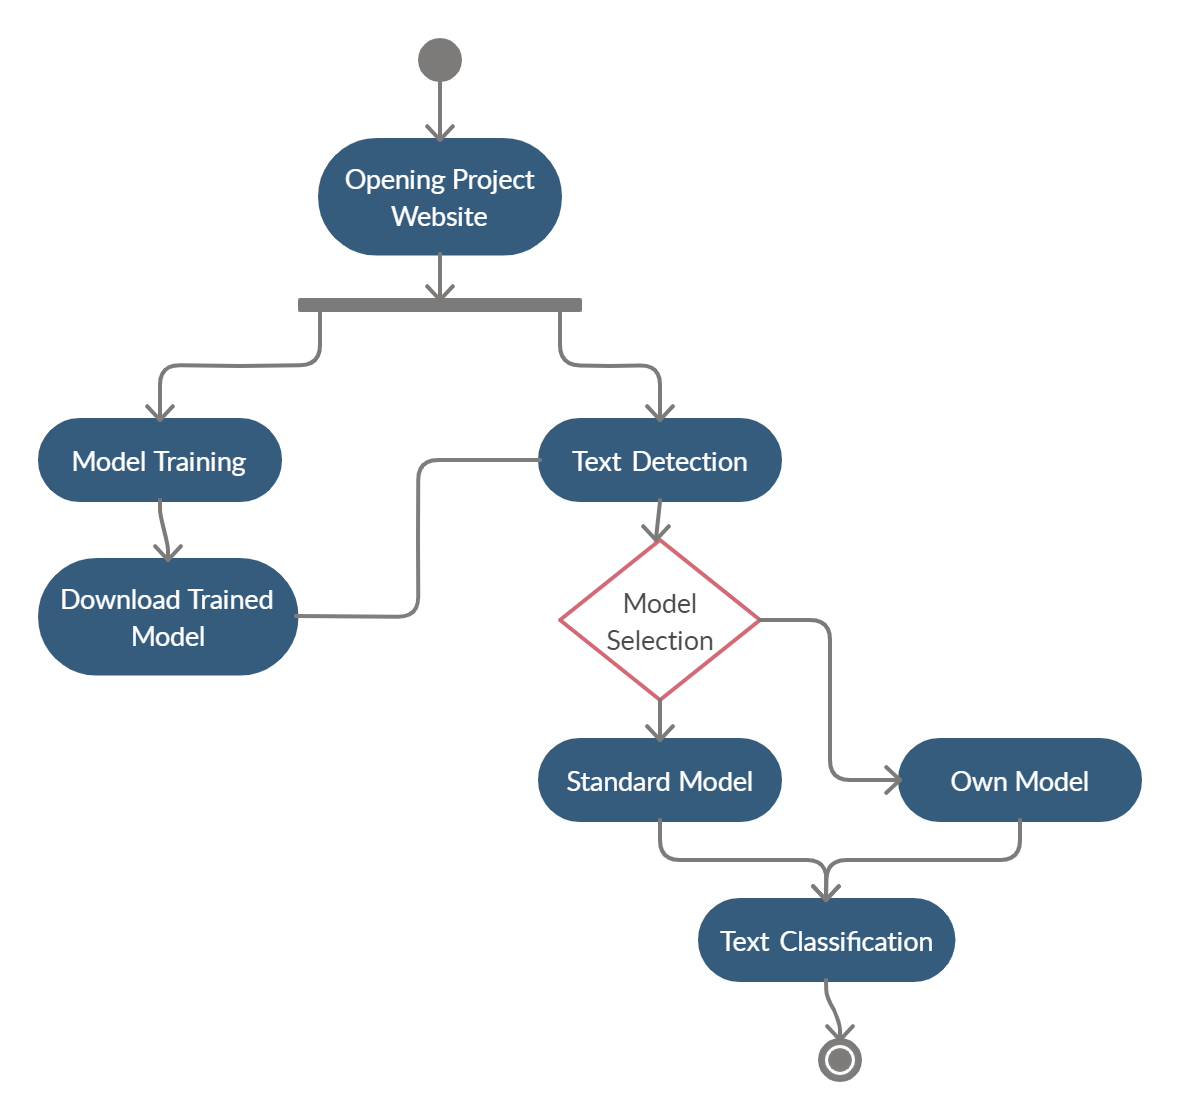 Opening Project
Website
Model Training
Text Detection
Download Trained
Model
Model
Selection
Standard Model
Own Model
Text Classification